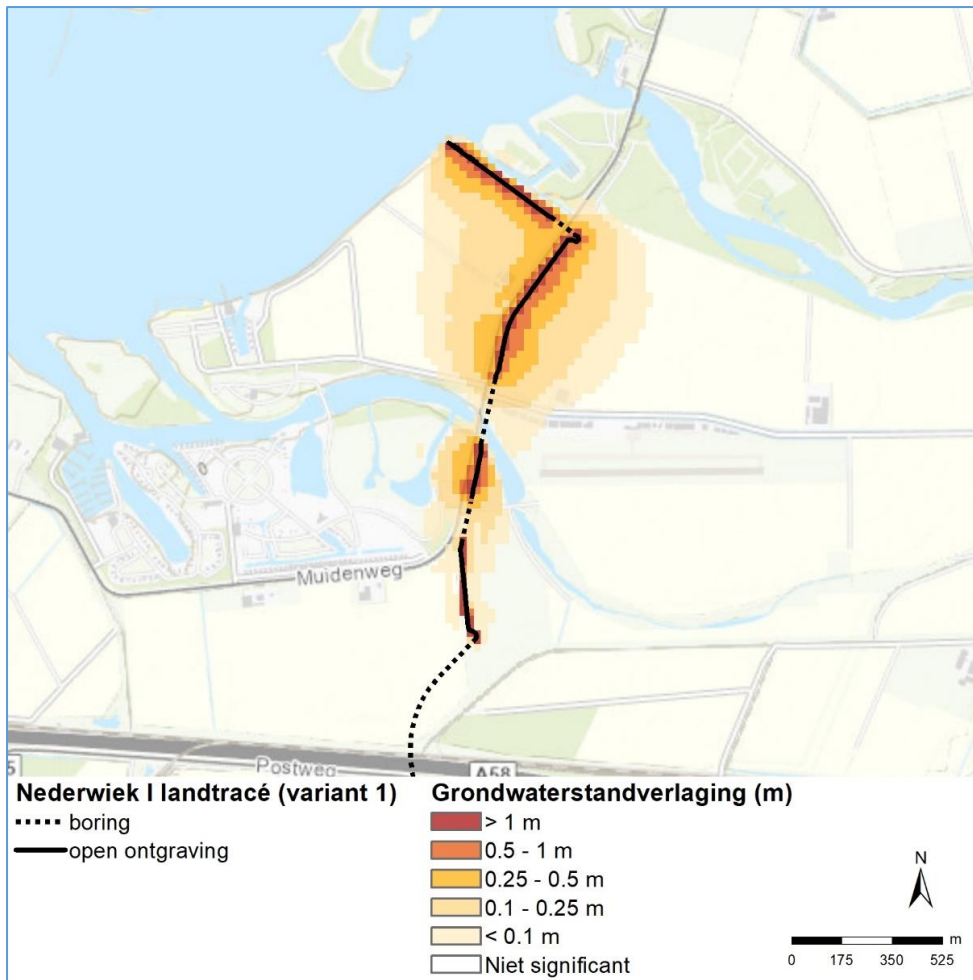 Muidenweg
5
Postweg
A58
Nederwiek I landtracé (variant 1)
boring
open ontgraving
Grondwaterstandverlaging (m)
> 1 m
0.5 - 1 m
0.25 - 0.5 m
0.1 - 0.25 m
< 0.1 m
Niet significant
N
m
0 175 350 525